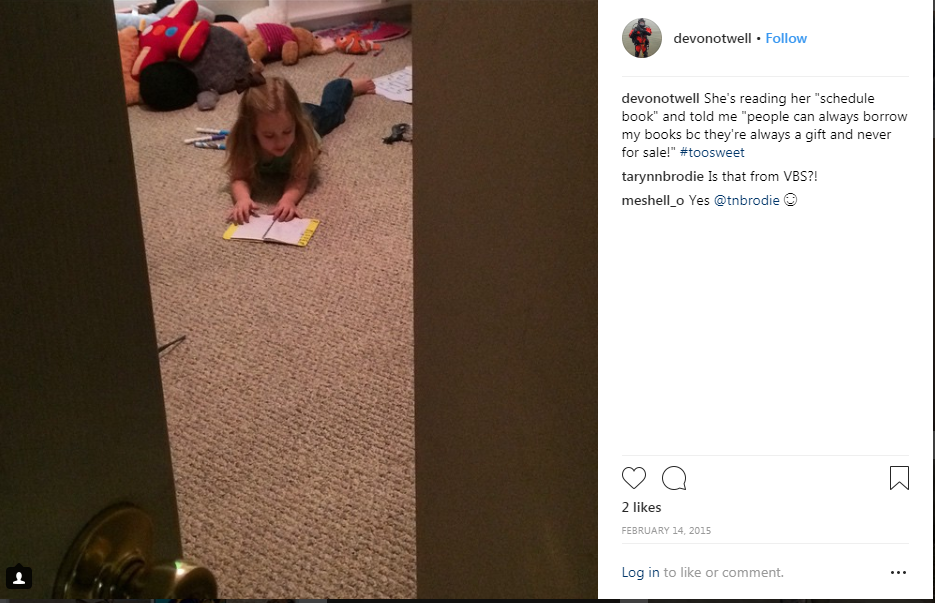 devonotwell • Follow
devonotwell She's reading her "schedule
book" and told me "people can always borrow
my books bc they're always a gift and never
for sale!" #toosweet
tarynnbrodie Is that from VBS?!
meshell_o Yes @tnbrodie ☺
2 likes
FEBRUARY 14, 2015
Log in to like or comment.